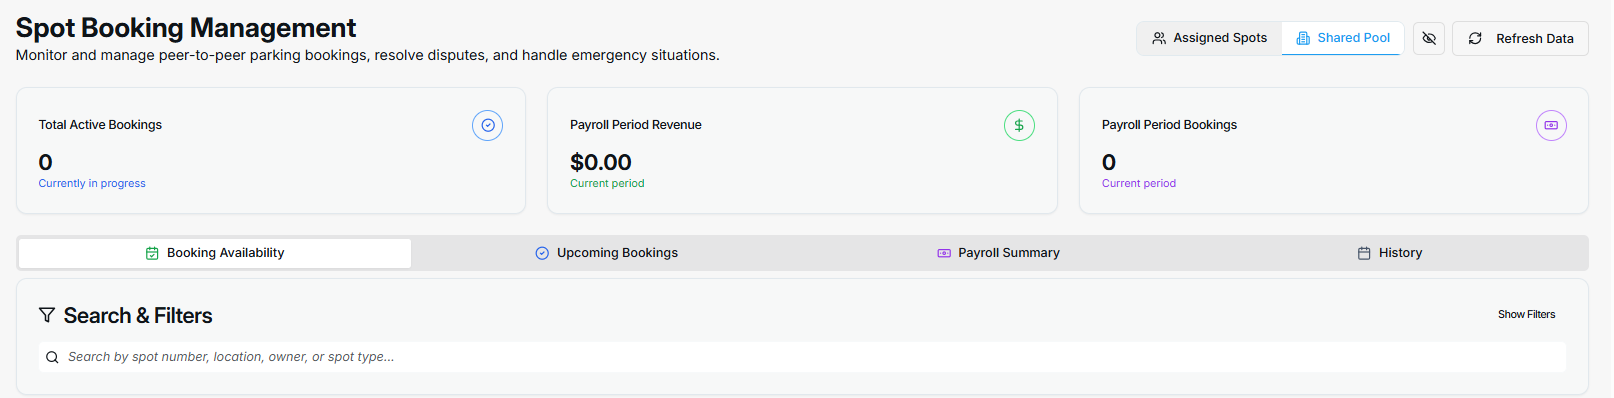 Spot Booking Management
Monitor and manage peer-to-peer parking bookings, resolve disputes, and handle emergency situations.
Assigned Spots
Shared Pool
Refresh Data
Total Active Bookings
0
Currently in progress
Payroll Period Revenue
$0.00
Current period
Payroll Period Bookings
0
Current period
Booking Availability
Upcoming Bookings
Payroll Summary
History
Search & Filters
Show Filters
Search by spot number, location, owner, or spot type...